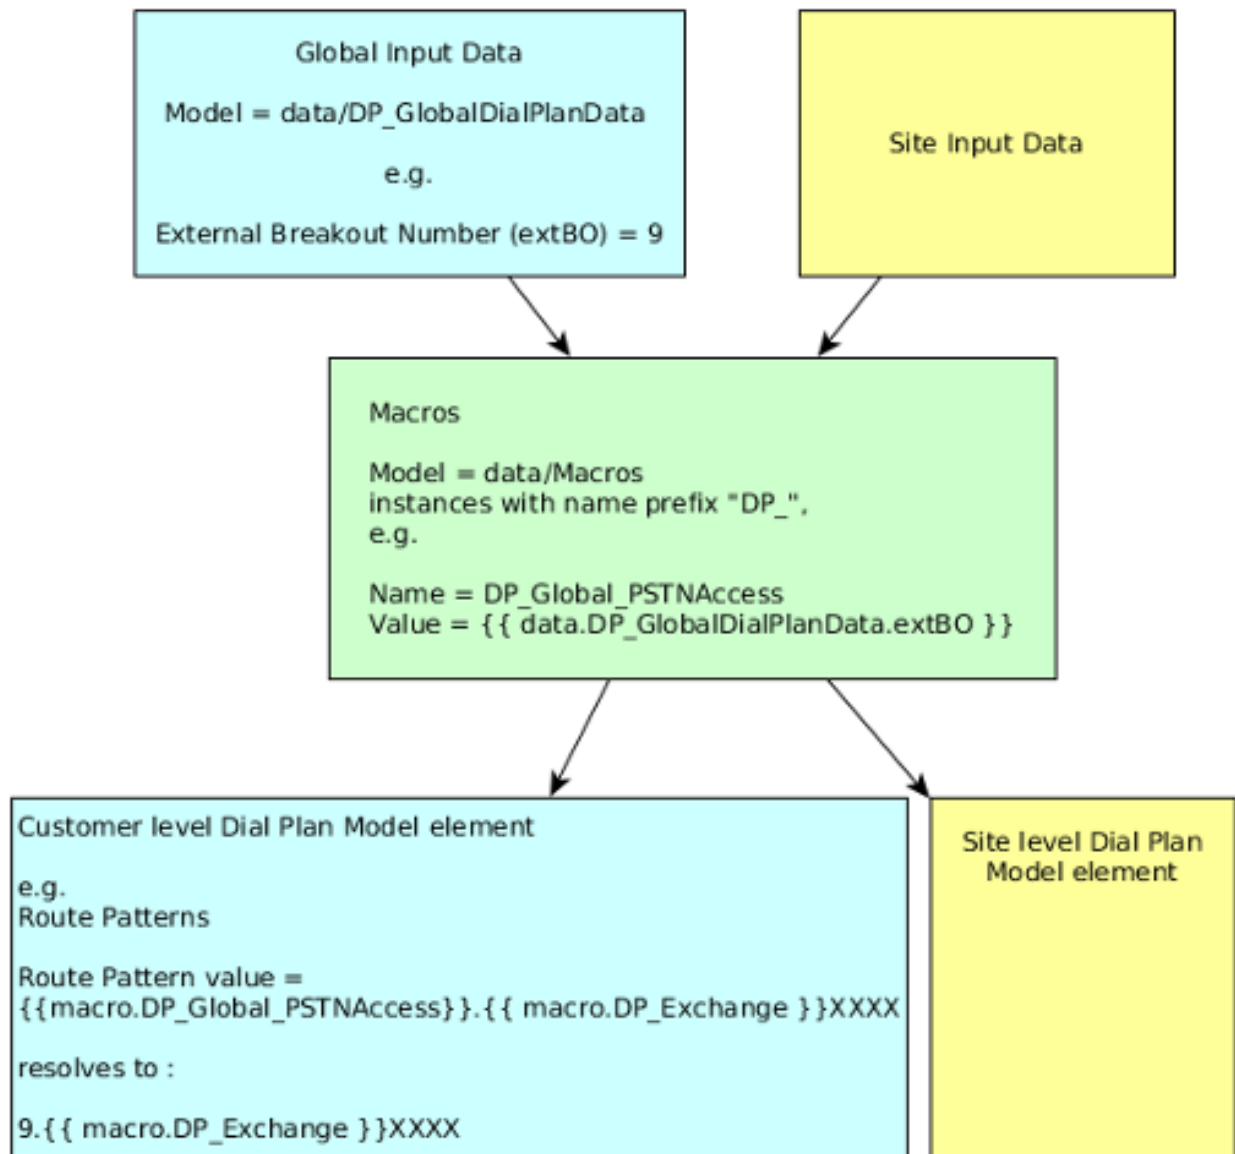 Global Input Data
Model = data/DP_GlobalDialPlanData
e.g.
External Breakout Number (extBO) = 9
Site Input Data
Macros
Model = data/Macros
instances with name prefix "DP_",
e.g.
Name = DP_Global_PSTNAccess
Value = {{ data.DP_GlobalDialPlanData.extBO }}
Customer level Dial Plan Model element
e.g.
Route Patterns
Route Pattern value =
{{macro.DP_Global_PSTNAccess}}.{{ macro.DP_Exchange }}XXXX
resolves to :
9.{{ macro.DP_Exchange }}XXXX
Site level Dial Plan
Model element